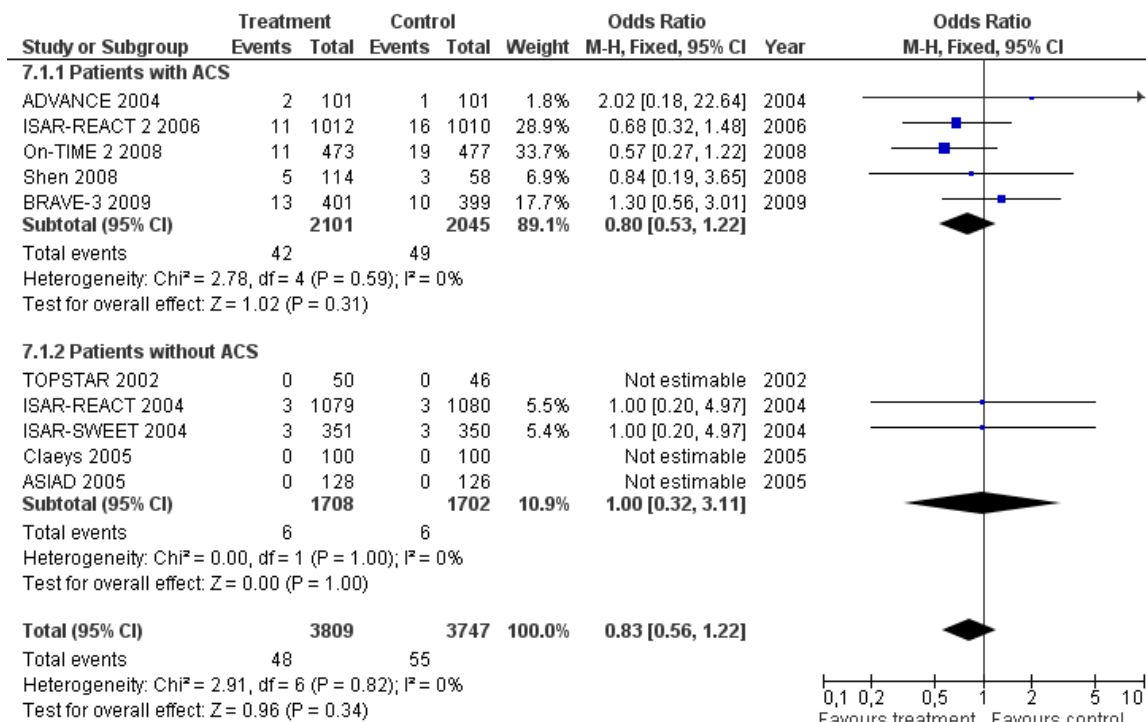 Treatment Control Odds Ratio Odds Ratio
Study or Subgroup Events Total Events Total Weight M-H, Fixed, 95% CI Year M-H, Fixed, 95% CI
7.1.1 Patients with ACS
ADVANCE 2004 2 101 1 101 1.8% 2.02 [0.18, 22.64] 2004
ISAR-REACT 2 2006 11 1012 16 1010 28.9% 0.68 [0.32, 1.48] 2006
On-TIME 2 2008 11 473 19 477 33.7% 0.57 [0.27, 1.22] 2008
Shen 2008 5 114 3 58 6.9% 0.84 [0.19, 3.65] 2008
BRAVE-3 2009 13 401 10 399 17.7% 1.30 [0.56, 3.01] 2009
Subtotal (95% CI) 2101 2045 89.1% 0.80 [0.53, 1.22]
Total events 42 49
Heterogeneity: Chi² = 2.78, df = 4 (P = 0.59); I² = 0%
Test for overall effect: Z = 1.02 (P = 0.31)
7.1.2 Patients without ACS
TOPSTAR 2002 0 50 0 46 Not estimable 2002
ISAR-REACT 2004 3 1079 3 1080 5.5% 1.00 [0.20, 4.97] 2004
ISAR-SWEET 2004 3 351 3 350 5.4% 1.00 [0.20, 4.97] 2004
Claeys 2005 0 100 0 100 Not estimable 2005
ASIAD 2005 0 128 0 126 Not estimable 2005
Subtotal (95% CI) 1708 1702 10.9% 1.00 [0.32, 3.11]
Total events 6 6
Heterogeneity: Chi² = 0.00, df = 1 (P = 1.00); I² = 0%
Test for overall effect: Z = 0.00 (P = 1.00)
Total (95% CI) 3809 3747 100.0% 0.83 [0.56, 1.22]
Total events 48 55
Heterogeneity: Chi² = 2.91, df = 6 (P = 0.82); I² = 0%
Test for overall effect: Z = 0.96 (P = 0.34)
0,1 0,2 0,5 1 2 5 10
Favours treatment Favours control